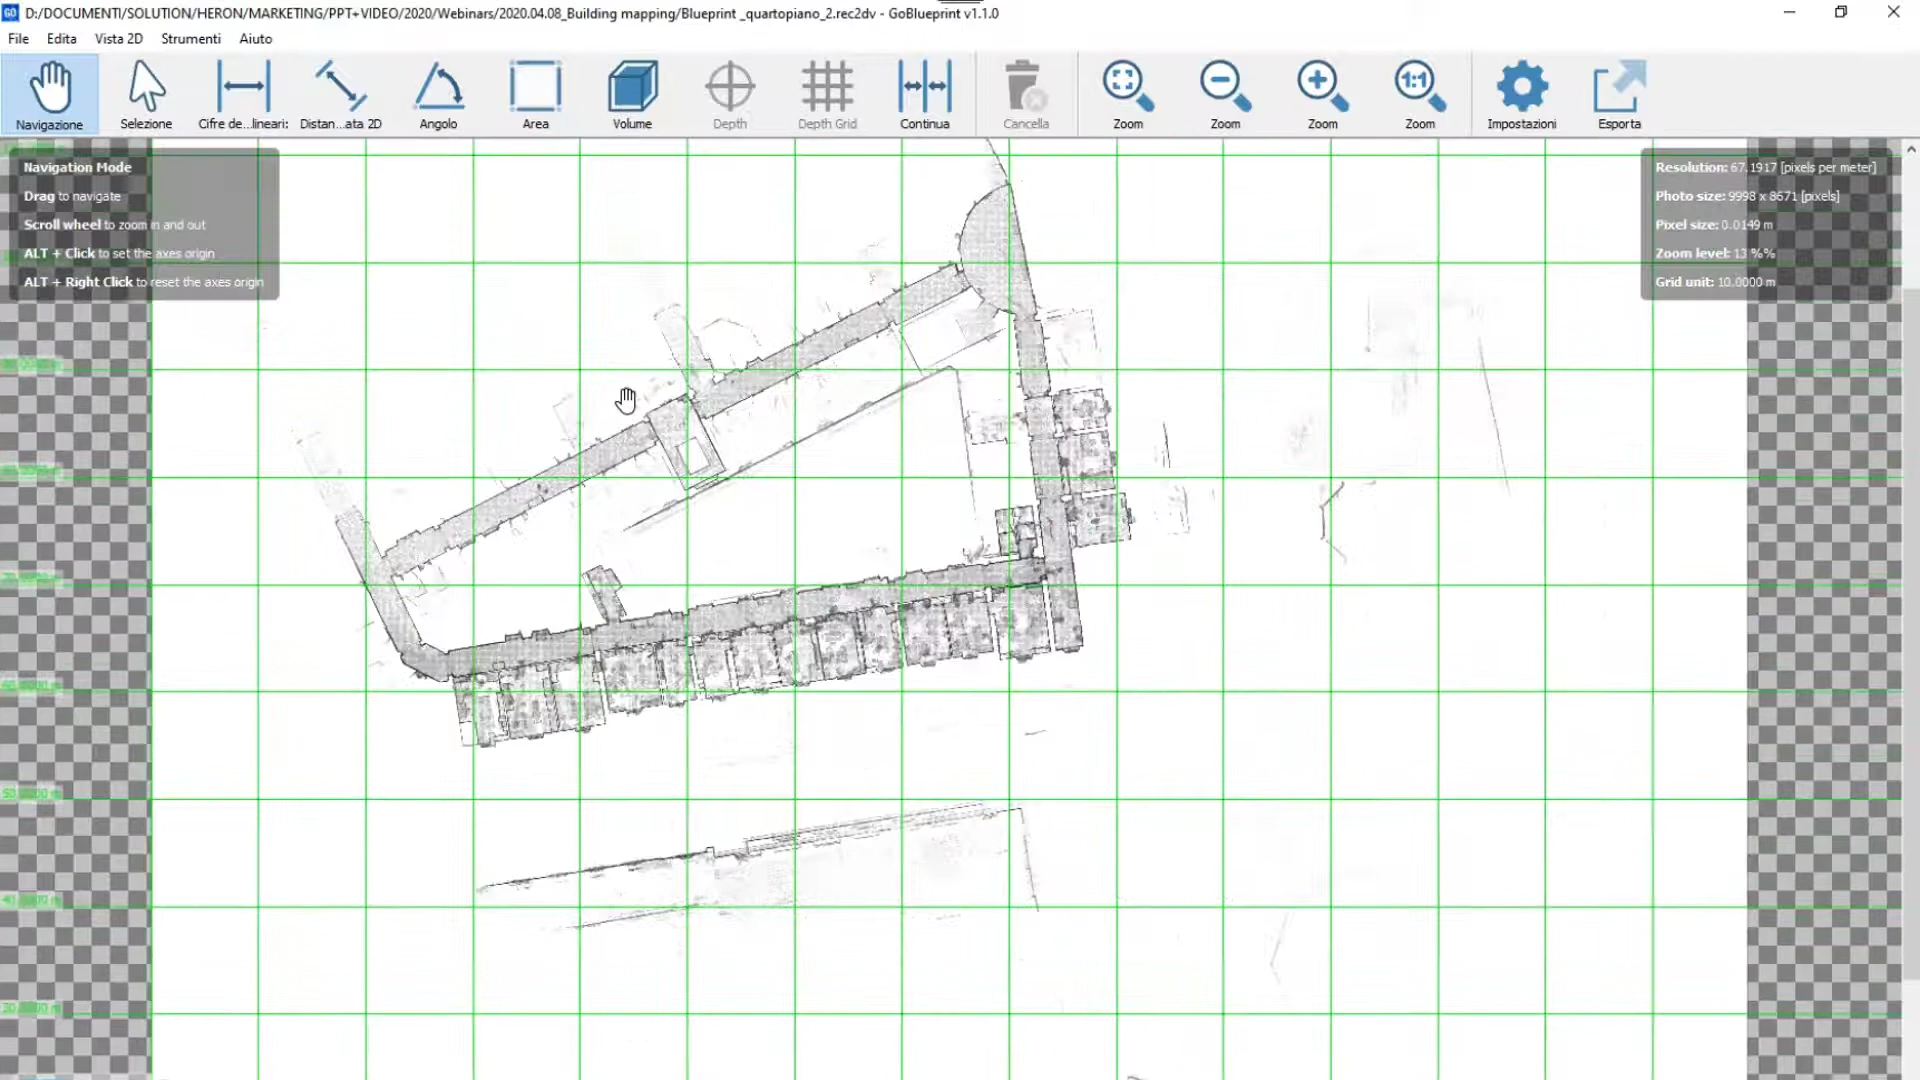 D:/DOCUMENTI/SOLUTION/HERON/MARKETING/PPT+VIDEO/2020/Webinars/2020.04.08_Building mapping/Blueprint _quartopiano_2.rec2dv - GoBlueprint v1.1.0
File Edita Vista 2D Strumenti Aiuto
Navigazione Selezione Cifre de...lineari: Distan...ata 2D Angolo Area Volume Depth Depth Grid Continua Cancella Zoom Zoom Zoom Zoom Impostazioni Esporta
Navigation Mode
Drag to navigate
Scroll wheel to zoom in and out
ALT + Click to set the axes origin
ALT + Right Click to reset the axes origin
Resolution: 67.1917 [pixels per meter]
Photo size: 9998 x 8671 [pixels]
Pixel size: 0.0149 m
Zoom level: 13 %%
Grid unit: 10.0000 m
50.0000 m
40.0000 m